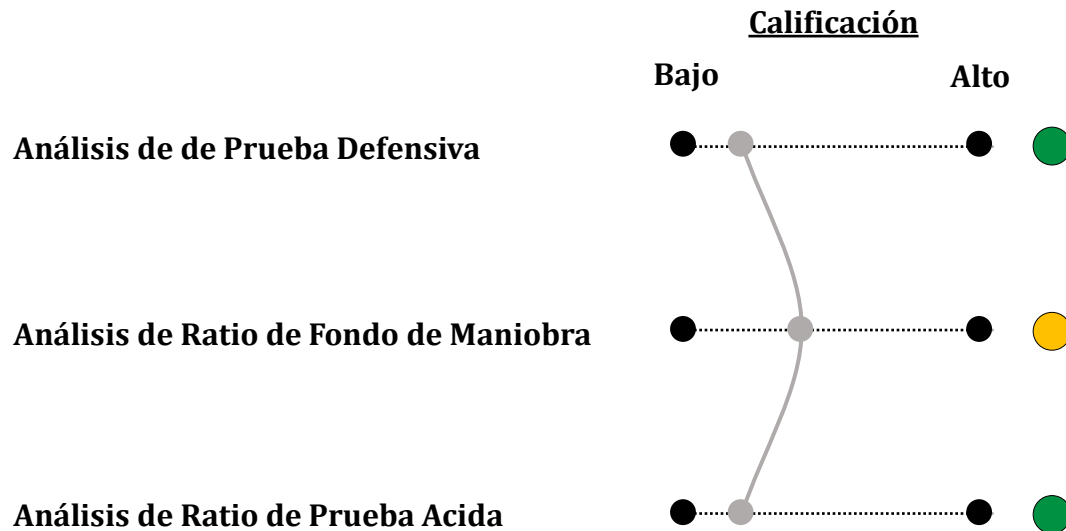 Calificación
Bajo Alto
Análisis de de Prueba Defensiva
Análisis de Ratio de Fondo de Maniobra
Análisis de Ratio de Prueba Acida